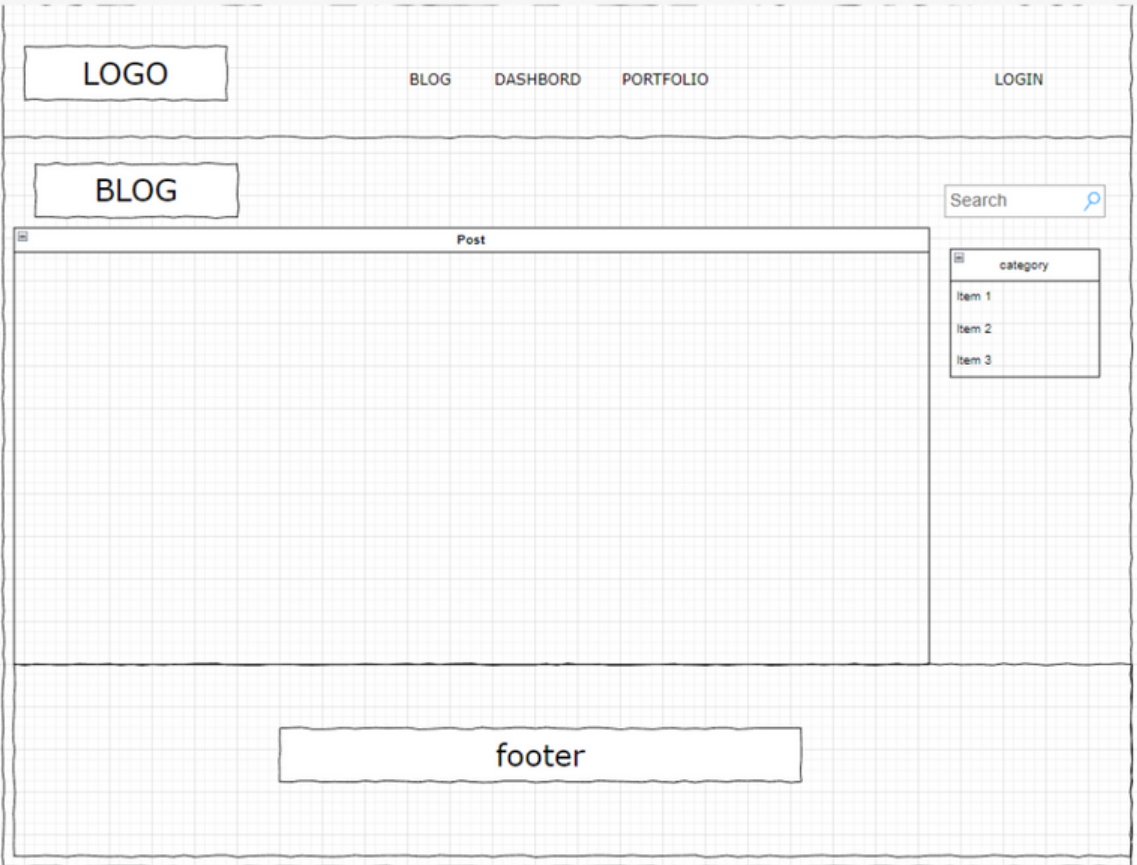 LOGO
BLOG DASHBORD PORTFOLIO LOGIN
BLOG
Search
Post
category
Item 1
Item 2
Item 3
footer